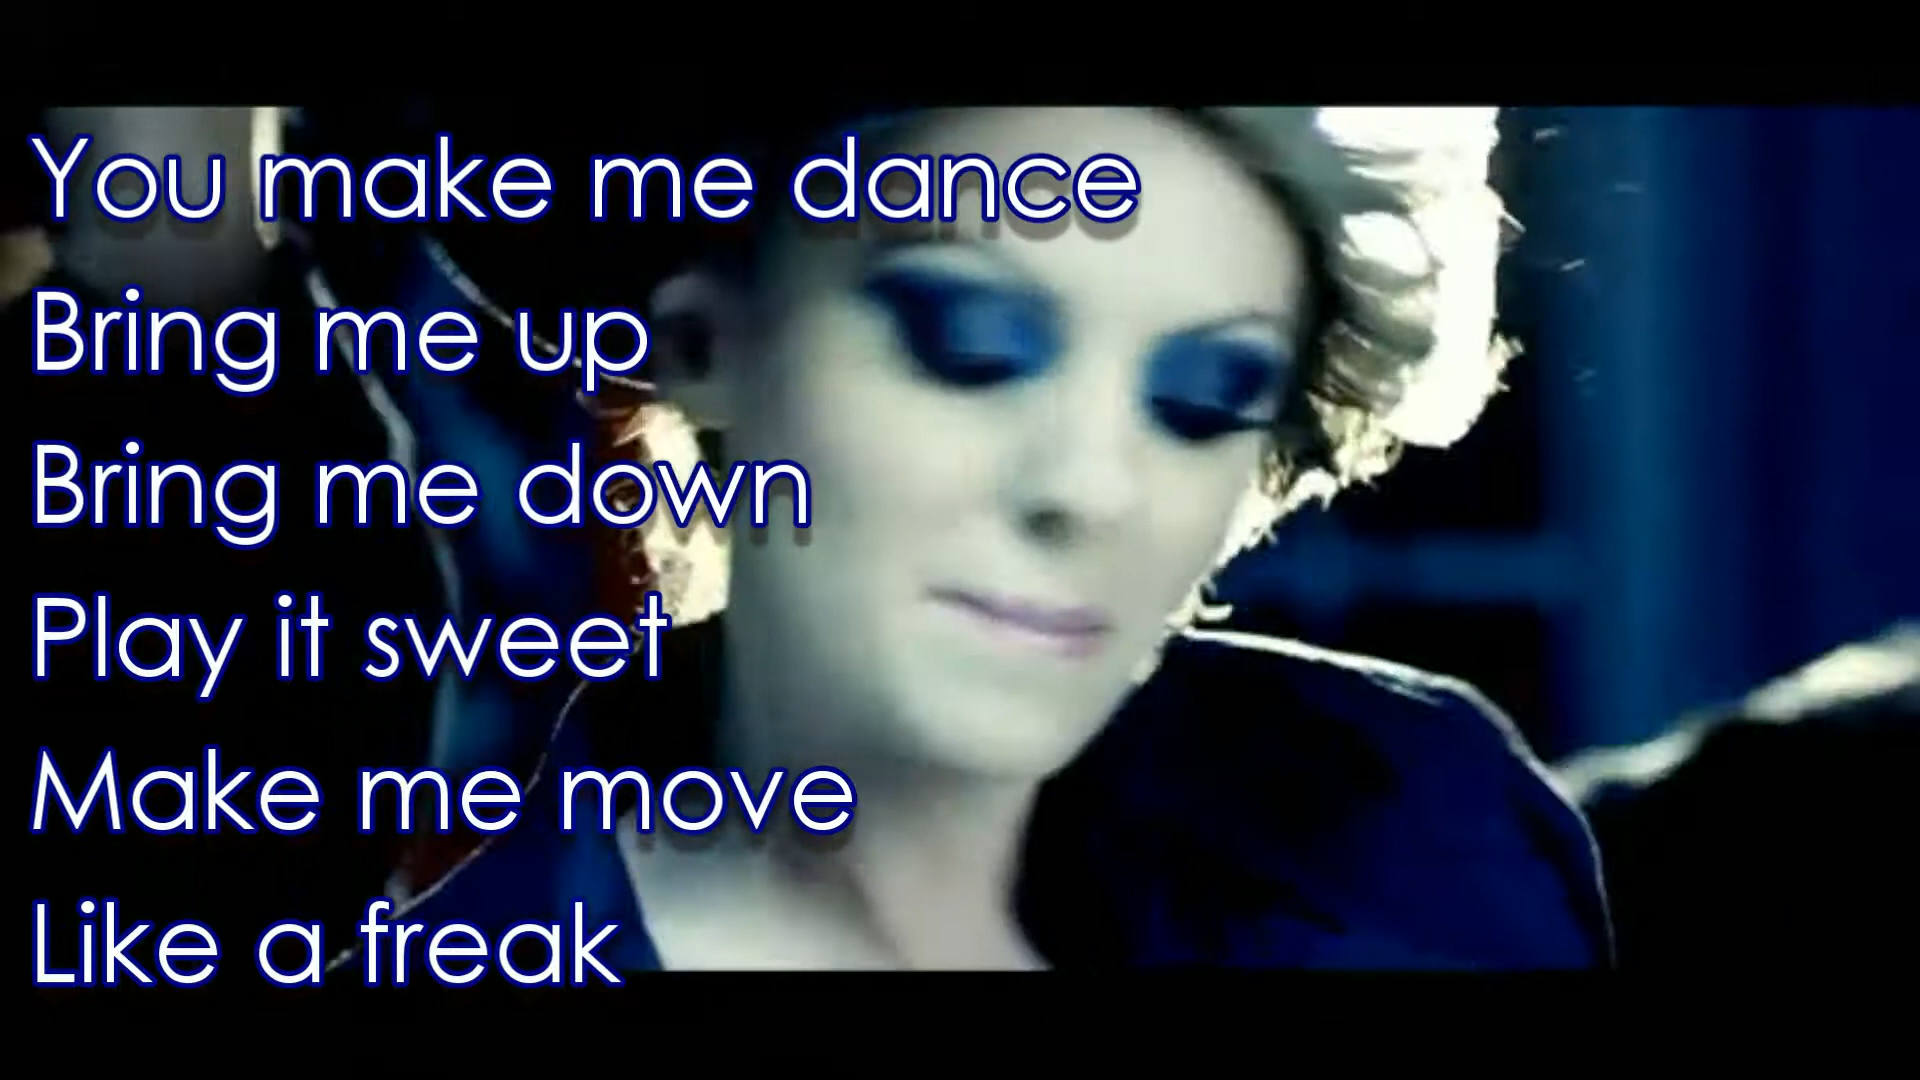 You make me dance
Bring me up
Bring me down
Play it sweet
Make me move
Like a freak